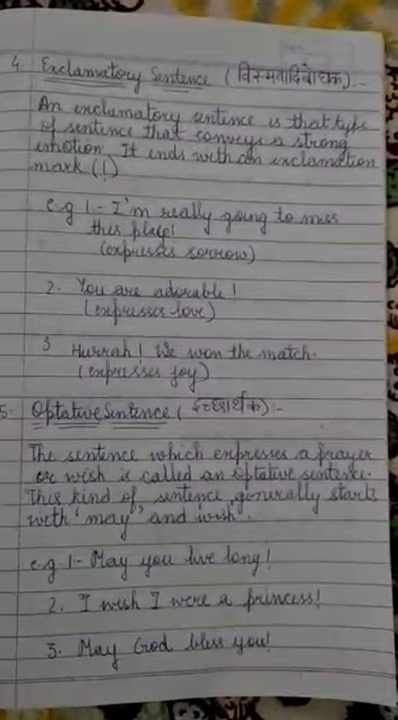 4. Exclamatory Sentence (विस्मयादिबोधक) :-
An exclamatory sentence is that type
of sentence that conveys a strong
emotion. It ends with an exclamation
mark (!)
e.g 1 - I'm really going to miss
this place!
(expresses sorrow)
2. You are adorable!
(expresses love)
3 Hurrah! We won the match.
(expresses joy)
5. Optative Sentence (इच्छार्थक) :-
The sentence which expresses a prayer
or wish is called an optative sentence.
This kind of sentence generally starts
with 'may' and 'wish'.
e.g 1 - May you live long!
2. I wish I were a princess!
3. May God bless you!